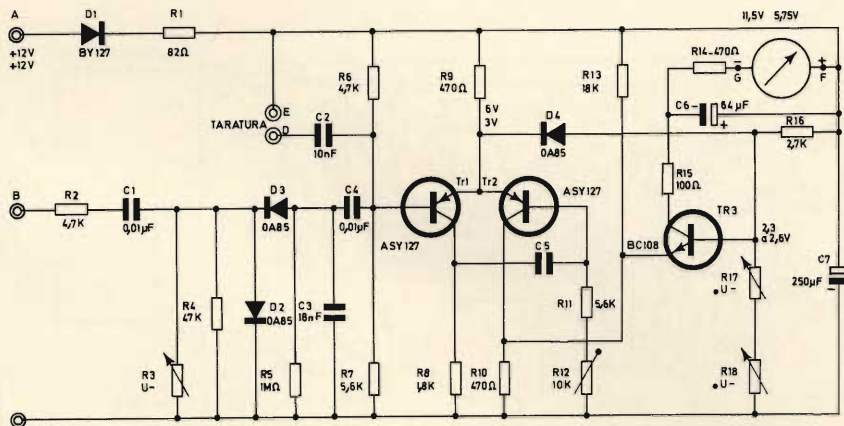 A
+12V
+12V
D1
BY127
R1
82Ω
E
TARATURA
D
C2
10nF
R6
4,7K
R9
470Ω
6V
3V
D4
OA85
R13
18K
11,5V 5,75V
R14-470Ω
-
G
+
F
C6-
64µF
+
R16
2,7K
R15
100Ω
B
R2
4,7K
C1
0,01µF
D3
OA85
C4
0,01µF
Tr1
Tr2
ASY127
ASY127
BC108
TR3
2,3
a 2,6V
C5
R17
•U-
C7
250µF
-
R4
47K
D2
OA85
C3
18nF
R11
5,6K
R3
U-
R5
1MΩ
R7
5,6K
R8
1,8K
R10
470Ω
R12
10K
R18
•U-